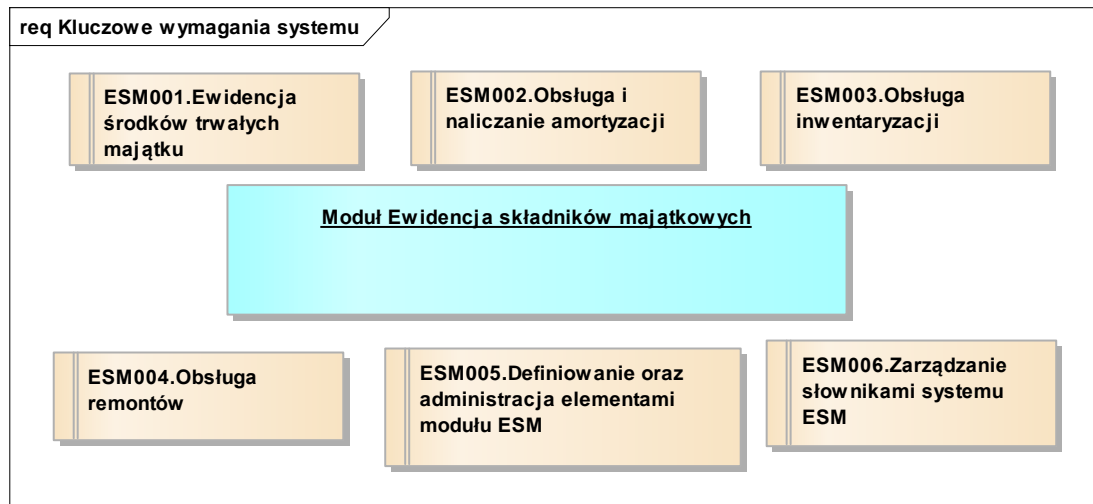 req Kluczowe wymagania systemu
ESM001.Ewidencja
środków trwałych
majątku
ESM002.Obsługa i
naliczanie amortyzacji
ESM003.Obsługa
inwentaryzacji
Moduł Ewidencja składników majątkowych
ESM004.Obsługa
remontów
ESM005.Definiowanie oraz
administracja elementami
modułu ESM
ESM006.Zarządzanie
słownikami systemu
ESM